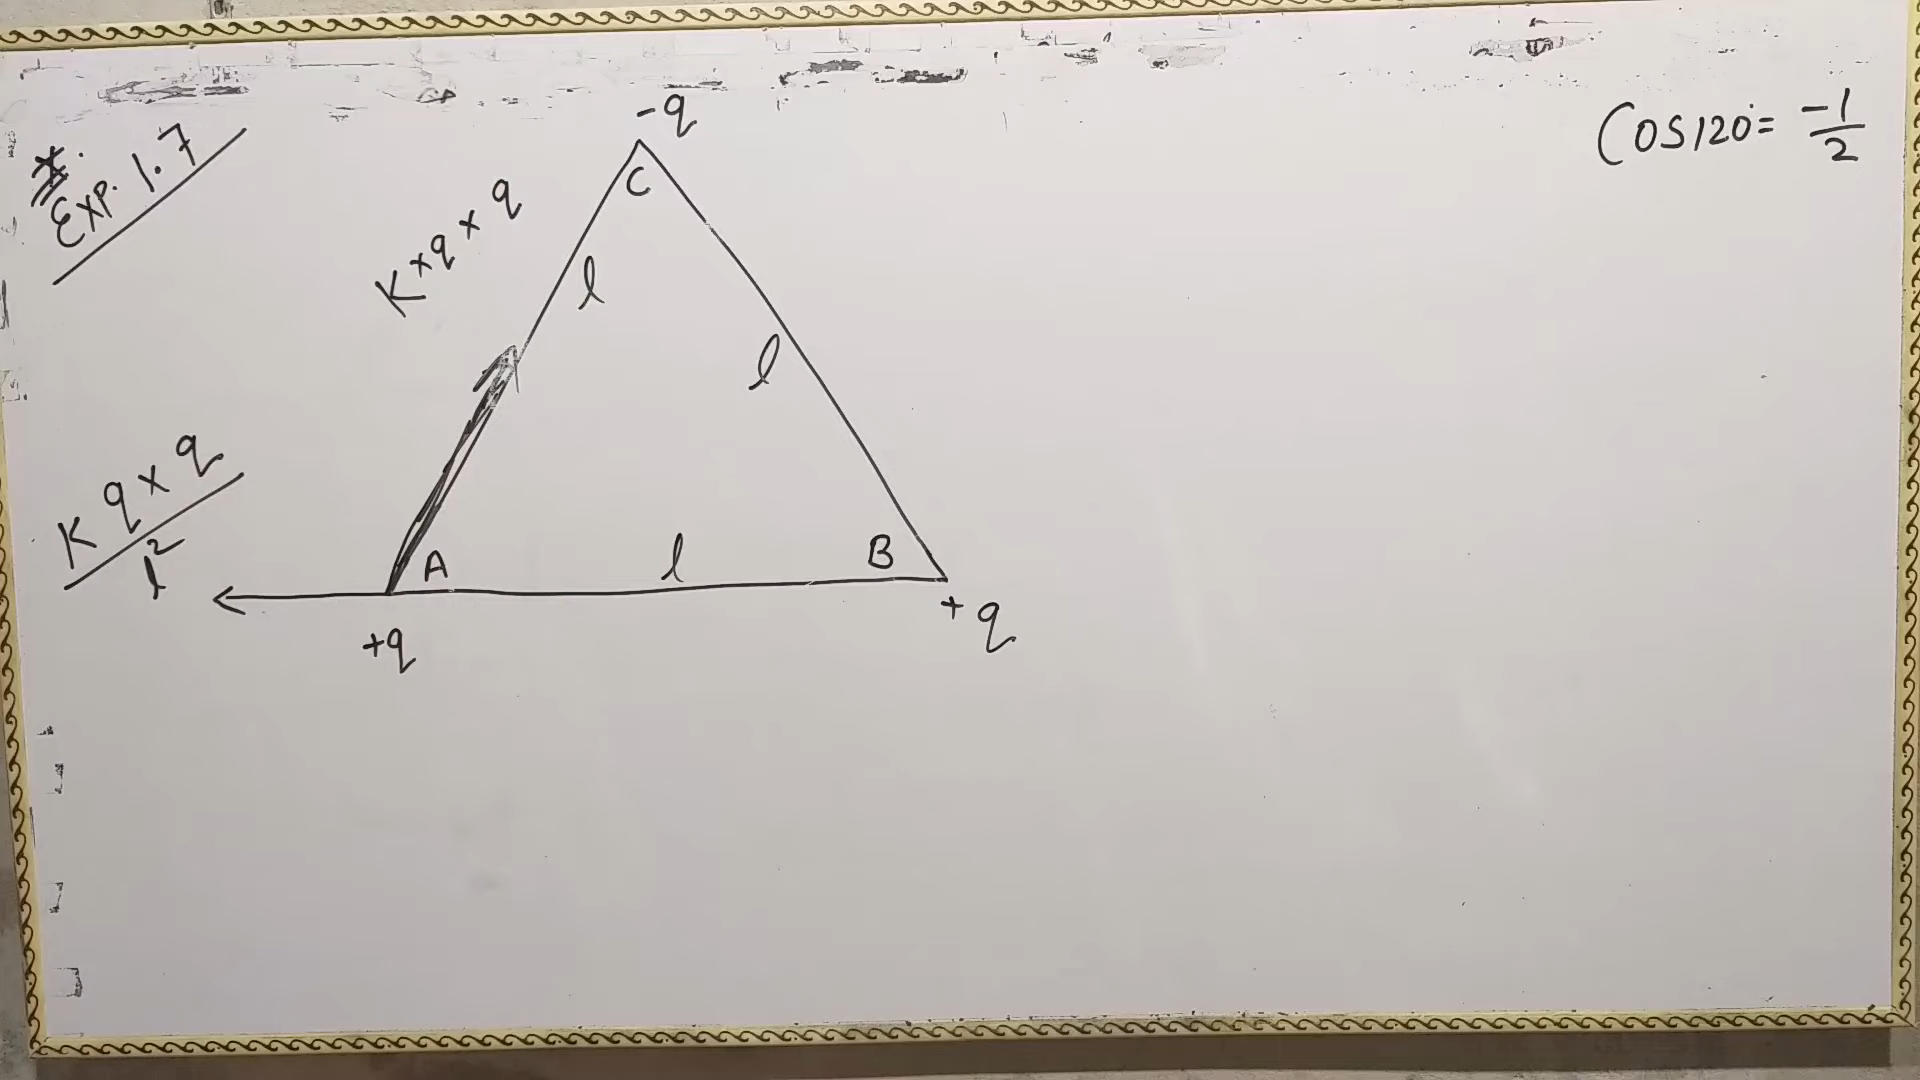 *.
Exp. 1.7
-q
C
Cos120° = -1/2
K × q × q
l
l
K q × q
l²
A
l
B
+q
+q